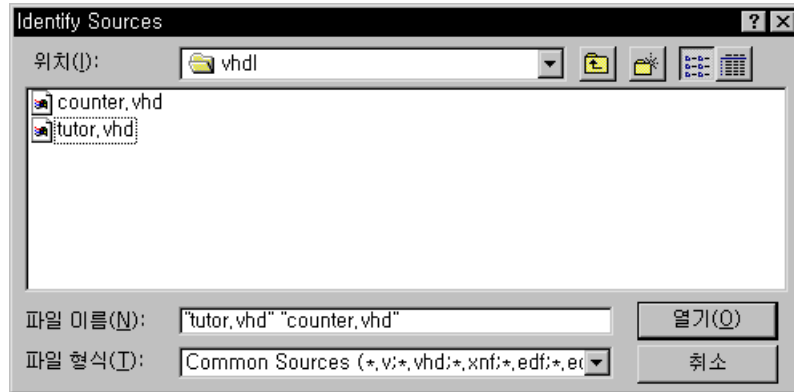 Identify Sources
위치(I): vhdl
counter.vhd
tutor.vhd
파일 이름(N): "tutor.vhd" "counter.vhd" 열기(O)
파일 형식(T): Common Sources (*.v;*.vhd;*.xnf;*.edf;*.e 취소